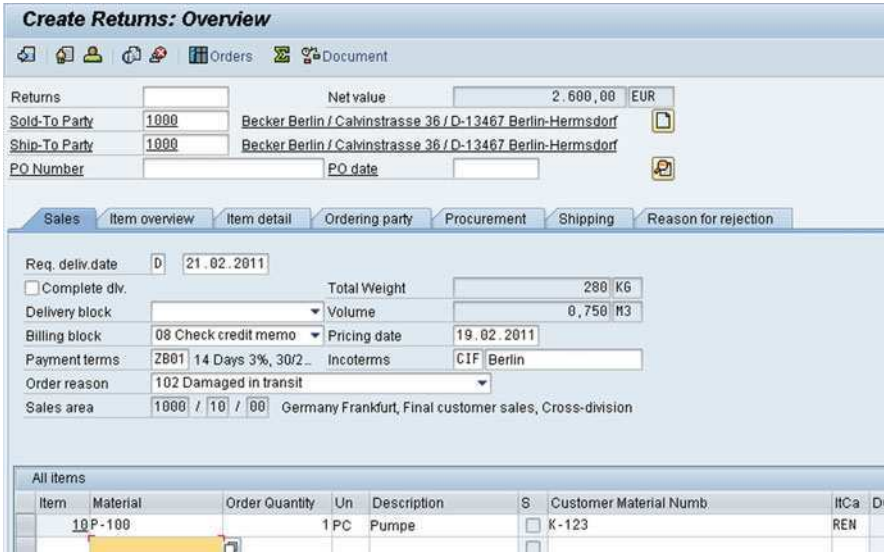 Create Returns: Overview
Orders Document
Returns Net value 2.600,00 EUR
Sold-To Party 1000 Becker Berlin / Calvinstrasse 36 / D-13467 Berlin-Hermsdorf
Ship-To Party 1000 Becker Berlin / Calvinstrasse 36 / D-13467 Berlin-Hermsdorf
PO Number PO date
Sales Item overview Item detail Ordering party Procurement Shipping Reason for rejection
Req. deliv.date D 21.02.2011
Complete dlv. Total Weight 280 KG
Delivery block Volume 0,750 M3
Billing block 08 Check credit memo Pricing date 19.02.2011
Payment terms ZB01 14 Days 3%, 30/2... Incoterms CIF Berlin
Order reason 102 Damaged in transit
Sales area 1000 / 10 / 00 Germany Frankfurt, Final customer sales, Cross-division
All items
Item Material Order Quantity Un Description S Customer Material Numb ItCa D
10 P-100 1 PC Pumpe K-123 REN